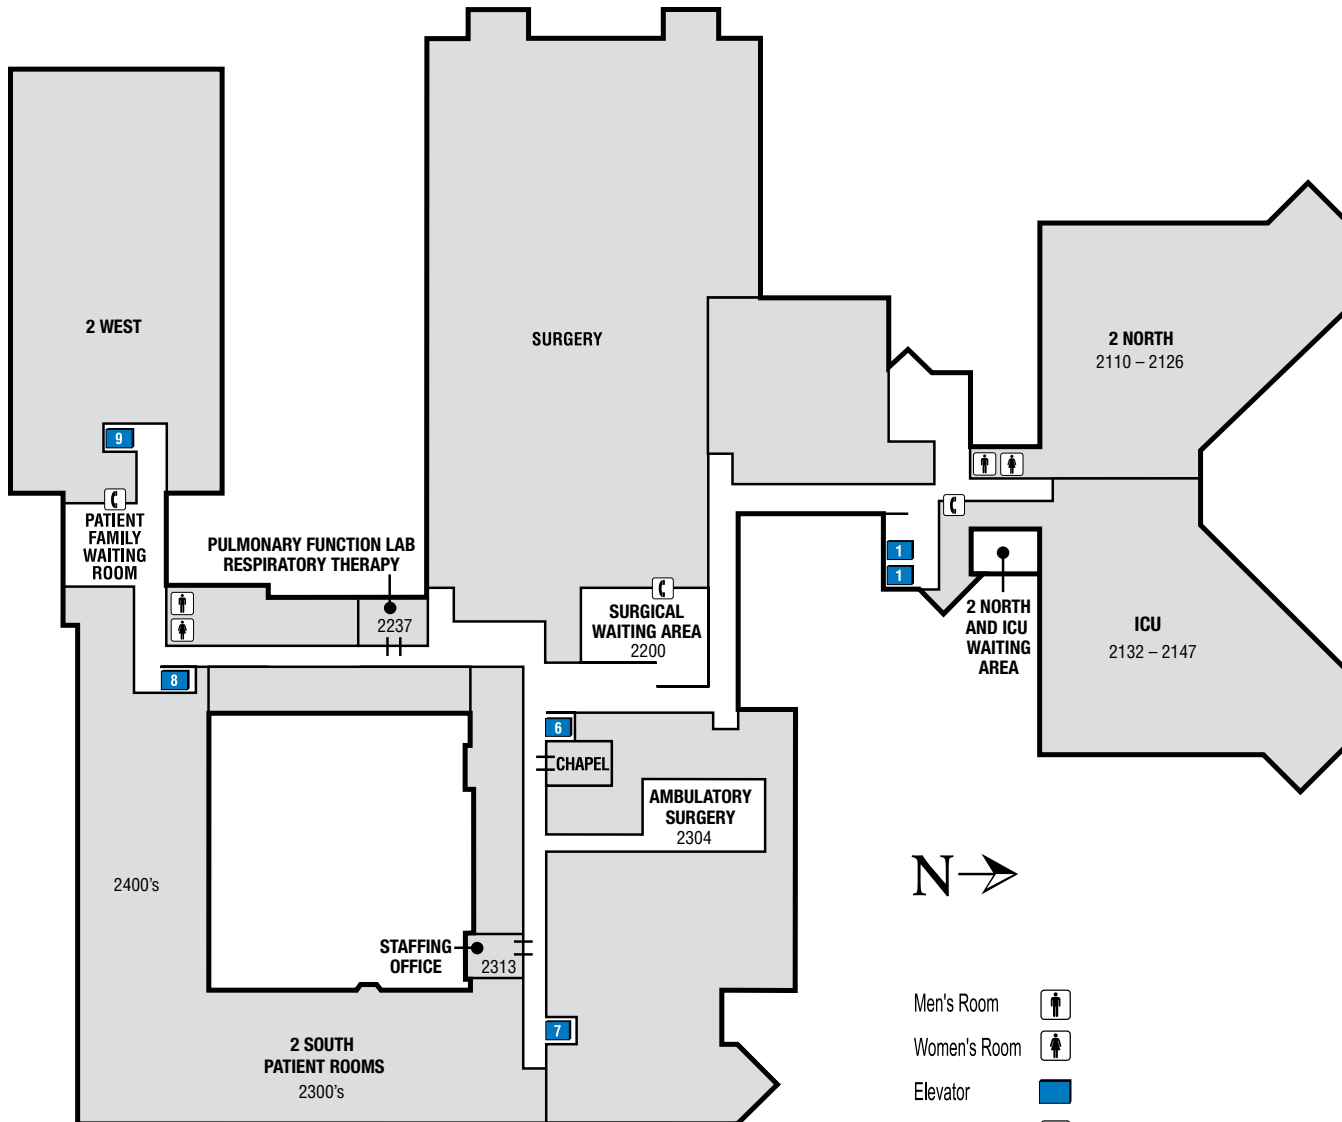 2 WEST
SURGERY
2 NORTH
2110 – 2126
9
PATIENT
FAMILY
WAITING
ROOM
PULMONARY FUNCTION LAB
RESPIRATORY THERAPY
2237
SURGICAL
WAITING AREA
2200
1
1
2 NORTH
AND ICU
WAITING
AREA
ICU
2132 – 2147
8
6
CHAPEL
AMBULATORY
SURGERY
2304
2400's
N
STAFFING
OFFICE
2313
7
2 SOUTH
PATIENT ROOMS
2300's
Men's Room
Women's Room
Elevator